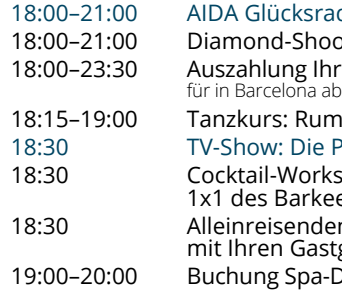 18:00–21:00 AIDA Glücksrad
18:00–21:00 Diamond-Shoo
18:00–23:30 Auszahlung Ihr
für in Barcelona ab
18:15–19:00 Tanzkurs: Rum
18:30 TV-Show: Die P
18:30 Cocktail-Works
1x1 des Barkee
18:30 Alleinreisenden
mit Ihren Gastg
19:00–20:00 Buchung Spa-D